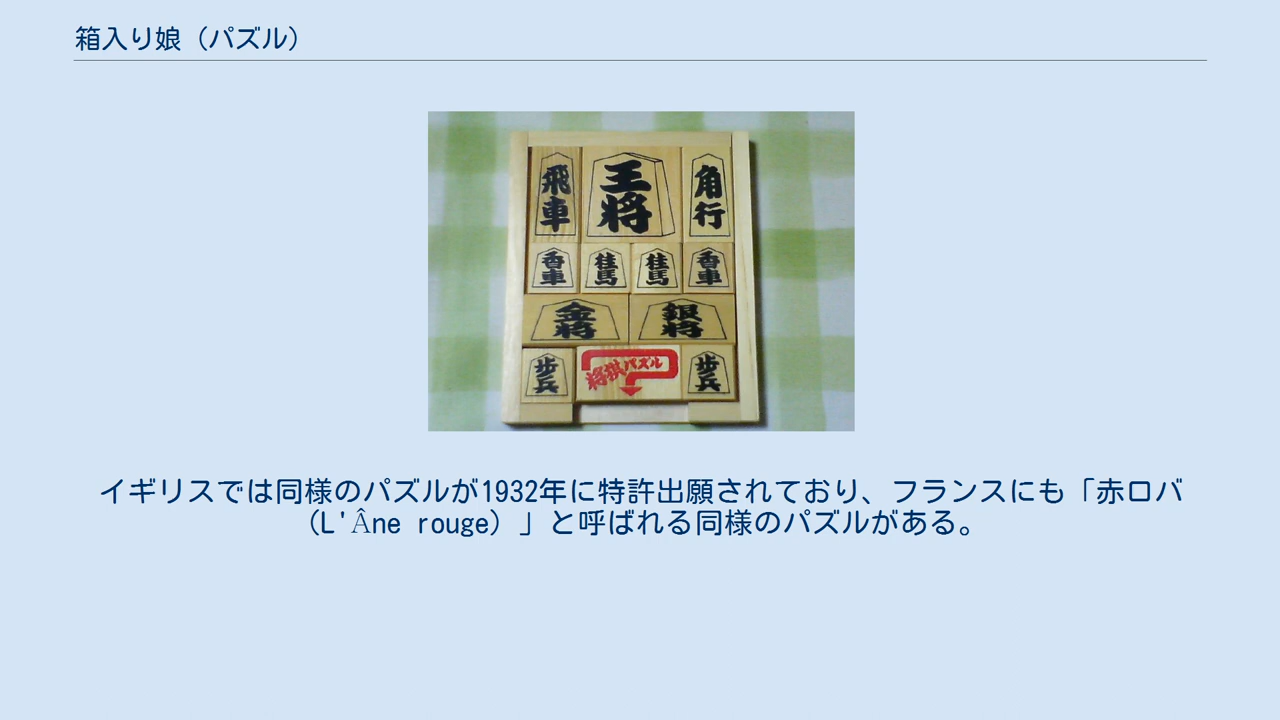 箱入り娘（パズル）
飛車
王将
角行
香車
桂馬
桂馬
香車
金将
銀将
歩兵
将棋パズル
歩兵
イギリスでは同様のパズルが1932年に特許出願されており、フランスにも「赤ロバ
（L'Âne rouge）」と呼ばれる同様のパズルがある。